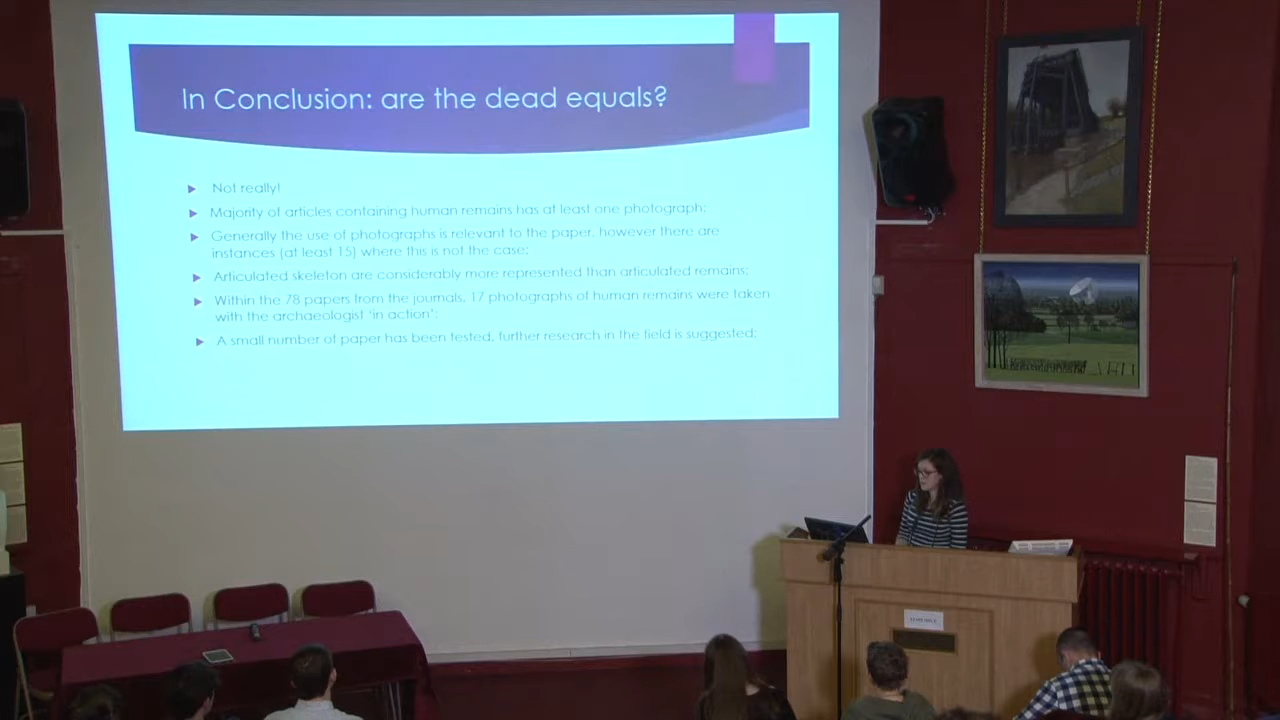 In Conclusion: are the dead equals?
Not really!
Majority of articles containing human remains has at least one photograph;
Generally the use of photographs is relevant to the paper, however there are
instances (at least 15) where this is not the case;
Articulated skeleton are considerably more represented than articulated remains;
Within the 78 papers from the journals, 17 photographs of human remains were taken
with the archaeologist 'in action';
A small number of paper has been tested, further research in the field is suggested;